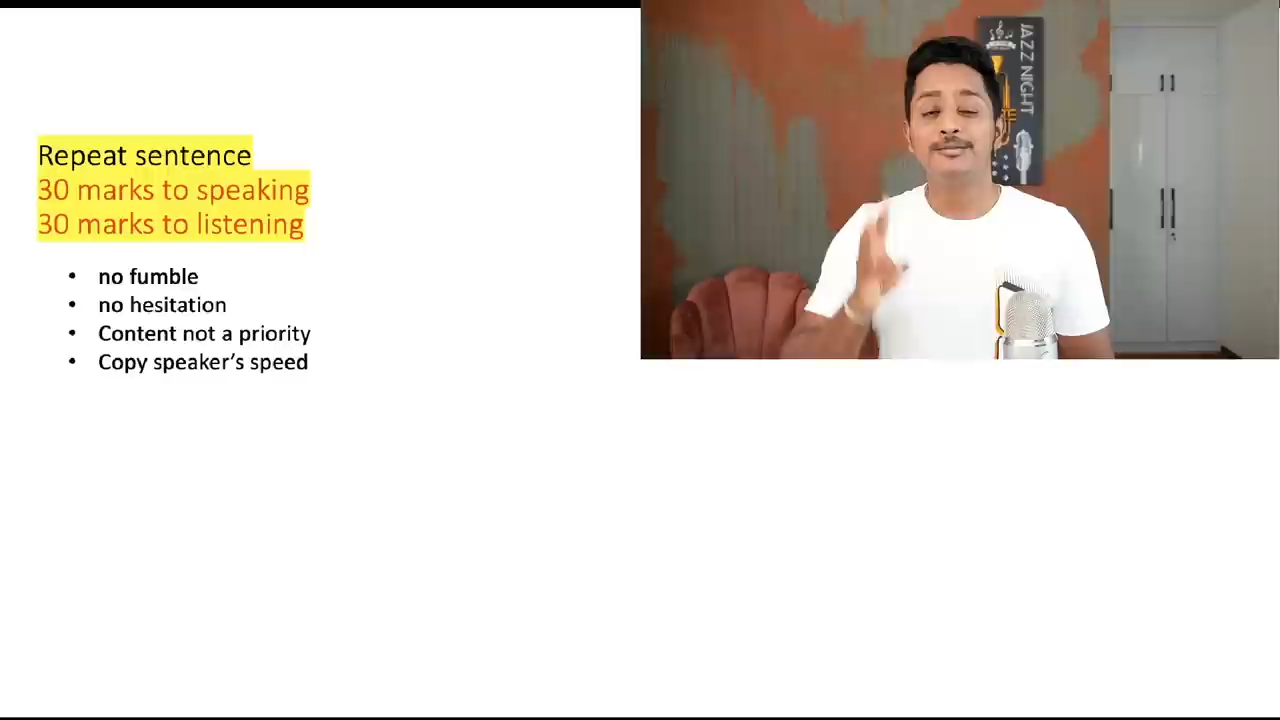 Repeat sentence
30 marks to speaking
30 marks to listening
• no fumble
• no hesitation
• Content not a priority
• Copy speaker's speed
JAZZ NIGHT